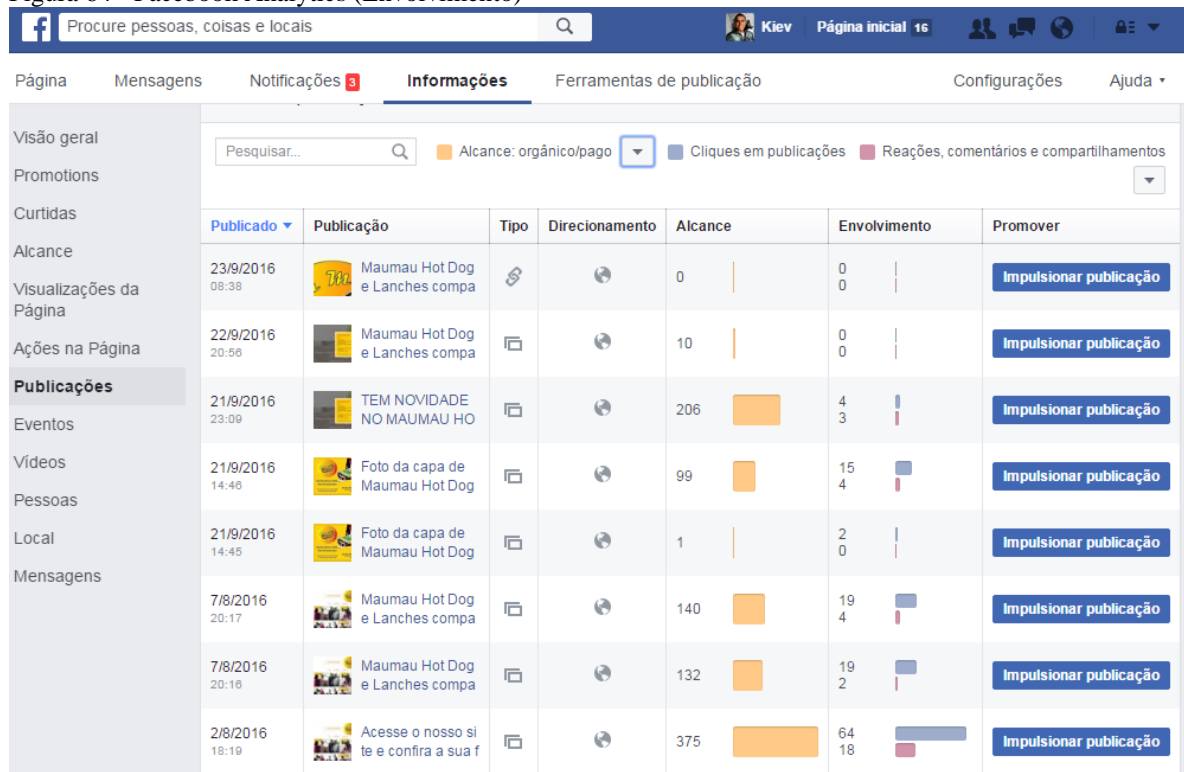 Procure pessoas, coisas e locais
Kiev Página inicial 16
Página Mensagens Notificações 3 Informações Ferramentas de publicação Configurações Ajuda
Visão geral
Promotions
Curtidas
Alcance
Visualizações da
Página
Ações na Página
Publicações
Eventos
Vídeos
Pessoas
Local
Mensagens
Pesquisar...
Alcance: orgânico/pago
Cliques em publicações
Reações, comentários e compartilhamentos
Publicado Publicação Tipo Direcionamento Alcance Envolvimento Promover
23/9/2016
08:38
Maumau Hot Dog
e Lanches compa
0
0
0
Impulsionar publicação
22/9/2016
20:56
Maumau Hot Dog
e Lanches compa
10
0
0
Impulsionar publicação
21/9/2016
23:09
TEM NOVIDADE
NO MAUMAU HO
206
4
3
Impulsionar publicação
21/9/2016
14:46
Foto da capa de
Maumau Hot Dog
99
15
4
Impulsionar publicação
21/9/2016
14:45
Foto da capa de
Maumau Hot Dog
1
2
0
Impulsionar publicação
7/8/2016
20:17
Maumau Hot Dog
e Lanches compa
140
19
4
Impulsionar publicação
7/8/2016
20:16
Maumau Hot Dog
e Lanches compa
132
19
2
Impulsionar publicação
2/8/2016
18:19
Acesse o nosso si
te e confira a sua f
375
64
18
Impulsionar publicação